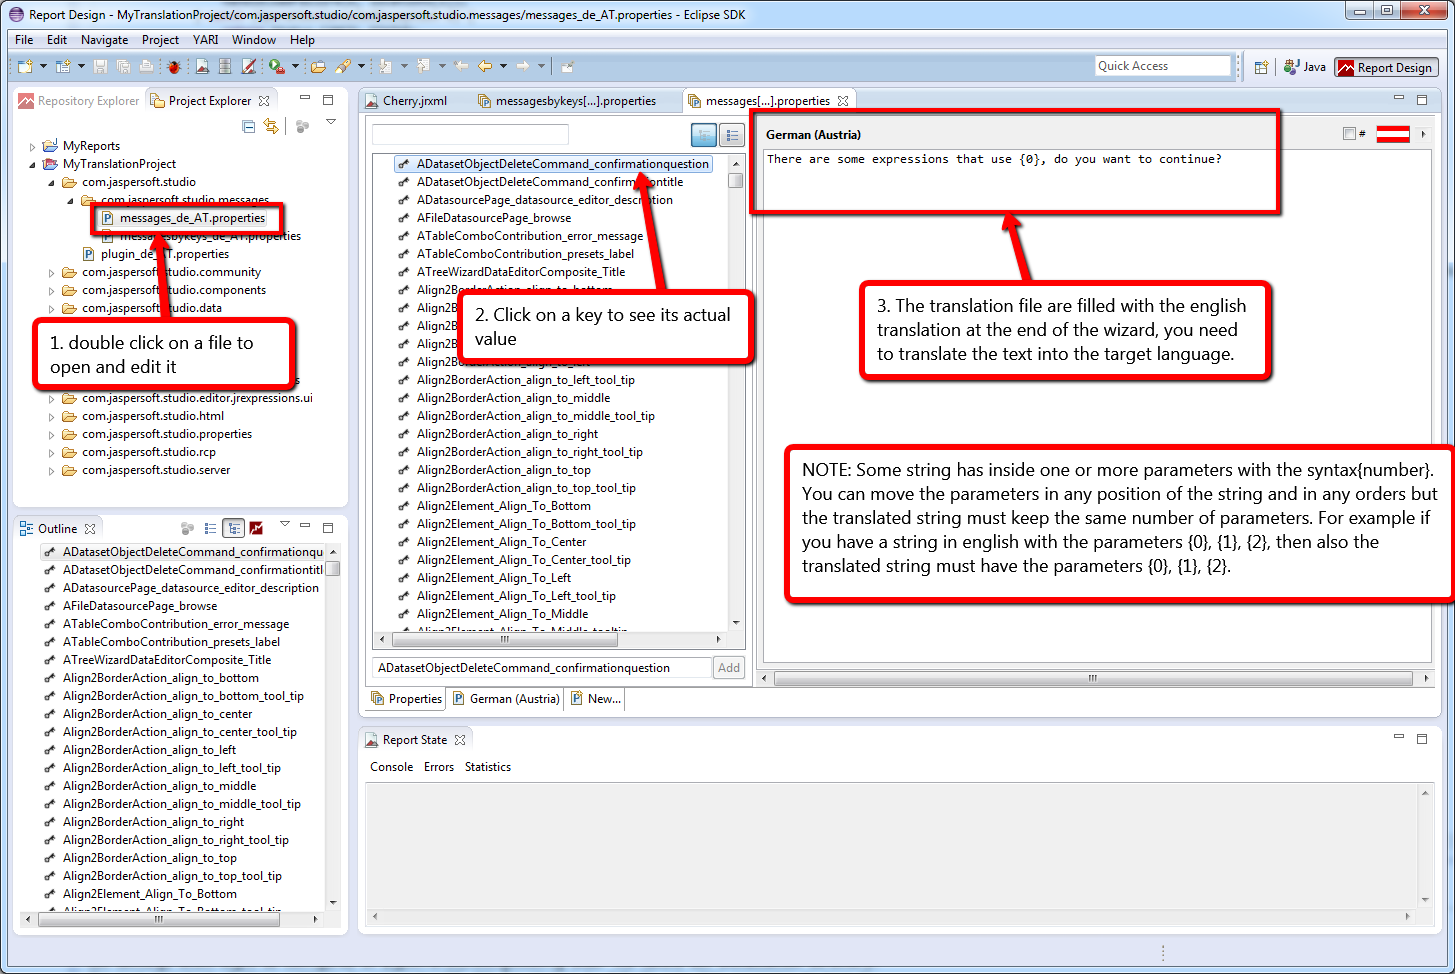 Report Design - MyTranslationProject/com.jaspersoft.studio/com.jaspersoft.studio.messages/messages_de_AT.properties - Eclipse SDK
File Edit Navigate Project YARI Window Help
Quick Access
Java
Report Design
Repository Explorer
Project Explorer
MyReports
MyTranslationProject
com.jaspersoft.studio
com.jaspersoft.studio.messages
messages_de_AT.properties
messagesbykeys_de_AT.properties
plugin_de_AT.properties
com.jaspersoft.studio.community
com.jaspersoft.studio.components
com.jaspersoft.studio.data
1. double click on a file to
open and edit it
com.jaspersoft.studio.editor.jrexpressions.ui
com.jaspersoft.studio.html
com.jaspersoft.studio.properties
com.jaspersoft.studio.rcp
com.jaspersoft.studio.server
Outline
ADatasetObjectDeleteCommand_confirmationqu
ADatasetObjectDeleteCommand_confirmationtitl
ADatasourcePage_datasource_editor_description
AFileDatasourcePage_browse
ATableComboContribution_error_message
ATableComboContribution_presets_label
ATreeWizardDataEditorComposite_Title
Align2BorderAction_align_to_bottom
Align2BorderAction_align_to_bottom_tool_tip
Align2BorderAction_align_to_center
Align2BorderAction_align_to_center_tool_tip
Align2BorderAction_align_to_left
Align2BorderAction_align_to_left_tool_tip
Align2BorderAction_align_to_middle
Align2BorderAction_align_to_middle_tool_tip
Align2BorderAction_align_to_right
Align2BorderAction_align_to_right_tool_tip
Align2BorderAction_align_to_top
Align2BorderAction_align_to_top_tool_tip
Align2Element_Align_To_Bottom
Align2Element_Align_To_Bottom_tool_tip
Cherry.jrxml
messagesbykeys[...].properties
messages[...].properties
ADatasetObjectDeleteCommand_confirmationquestion
ADatasetObjectDeleteCommand_confirmationtitle
ADatasourcePage_datasource_editor_description
AFileDatasourcePage_browse
ATableComboContribution_error_message
ATableComboContribution_presets_label
ATreeWizardDataEditorComposite_Title
Align2BorderAction_align_to_bottom
2. Click on a key to see its actual
value
Align2BorderAction_align_to_left
Align2BorderAction_align_to_left_tool_tip
Align2BorderAction_align_to_middle
Align2BorderAction_align_to_middle_tool_tip
Align2BorderAction_align_to_right
Align2BorderAction_align_to_right_tool_tip
Align2BorderAction_align_to_top
Align2BorderAction_align_to_top_tool_tip
Align2Element_Align_To_Bottom
Align2Element_Align_To_Bottom_tool_tip
Align2Element_Align_To_Center
Align2Element_Align_To_Center_tool_tip
Align2Element_Align_To_Left
Align2Element_Align_To_Left_tool_tip
Align2Element_Align_To_Middle
Align2Element_Align_To_Middle_tooltip
ADatasetObjectDeleteCommand_confirmationquestion
Add
Properties
German (Austria)
New...
German (Austria)
#
There are some expressions that use {0}, do you want to continue?
3. The translation file are filled with the english
translation at the end of the wizard, you need
to translate the text into the target language.
NOTE: Some string has inside one or more parameters with the syntax{number}.
You can move the parameters in any position of the string and in any orders but
the translated string must keep the same number of parameters. For example if
you have a string in english with the parameters {0}, {1}, {2}, then also the
translated string must have the parameters {0}, {1}, {2}.
Report State
Console Errors Statistics